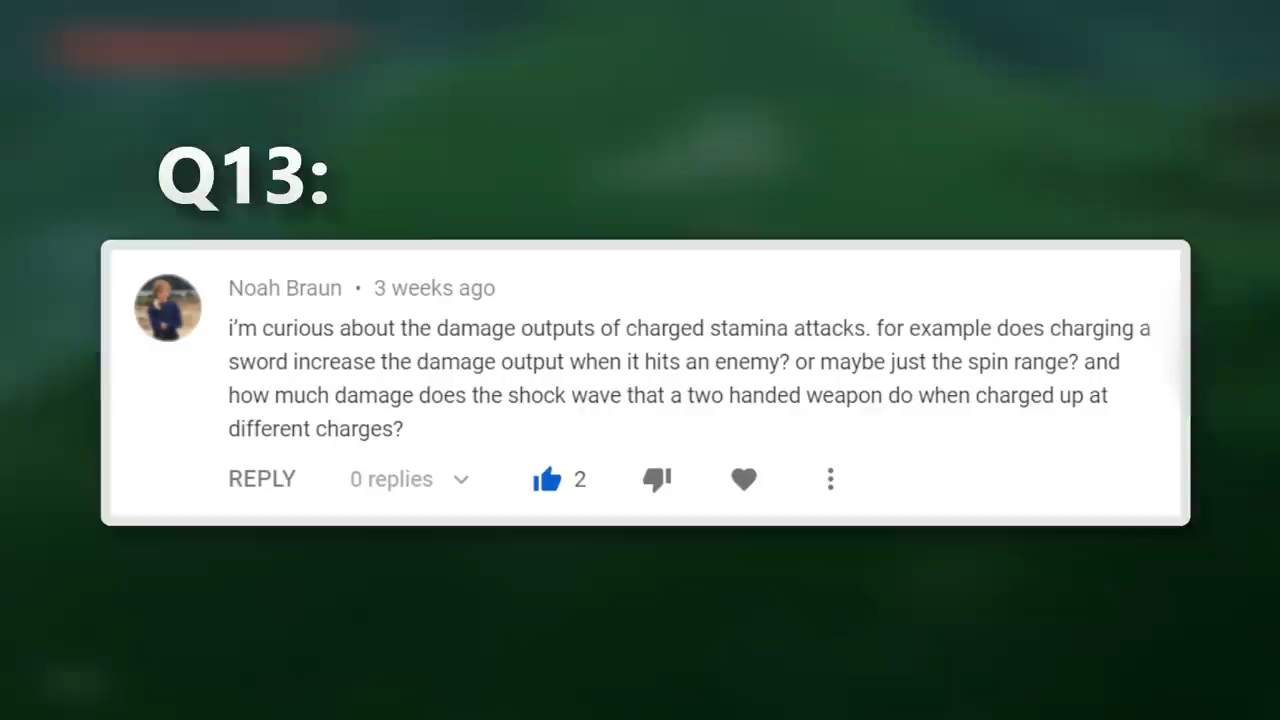 Q13:
Noah Braun • 3 weeks ago
i'm curious about the damage outputs of charged stamina attacks. for example does charging a
sword increase the damage output when it hits an enemy? or maybe just the spin range? and
how much damage does the shock wave that a two handed weapon do when charged up at
different charges?
REPLY 0 replies 2